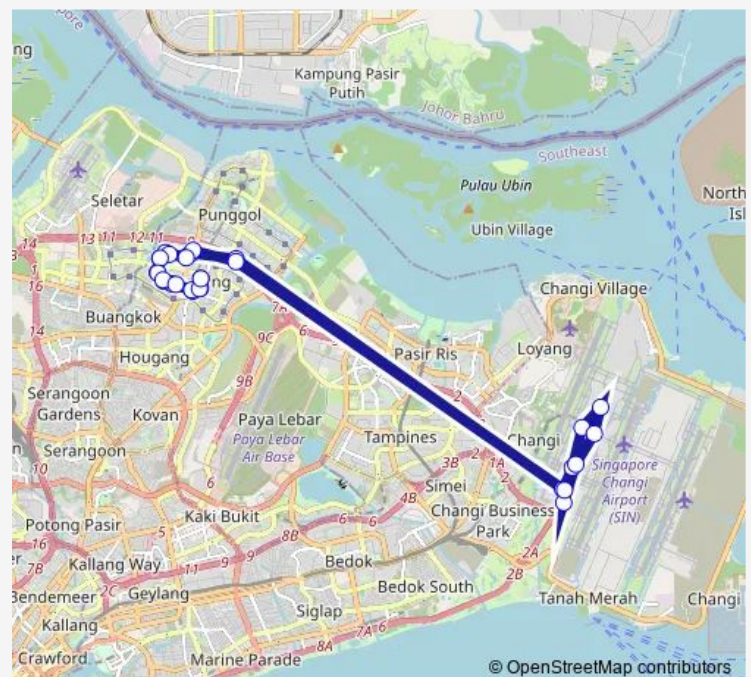 Kampung Pasir
Putih
Johor Bahru
Southeast
Seletar
Punggol
Pulau Ubin
Ubin Village
North
14
13
11
12
11
Changi Village
Buangkok
7A
6
Loyang
9C
Hougang
Pasir Ris
14
9B
Serangoon
Gardens
Kovan
Paya Lebar
Paya Lebar
Air Base
Tampines
2
Changi
Serangoon
3B
2
1A
Singapore
Changi
Airport
(SIN)
10
6
Simei
4B
Changi Business
Park
Kaki Bukit
Potong Pasir
16
7B
Kallang Way
11
9
8
6
6
2A
Bedok
2B
Bendemeer
2C
Geylang
Bedok South
Tanah Merah
Changi
Kallang
Siglap
8A
7A
6
Crawford
Marine Parade
© OpenStreetMap contributors